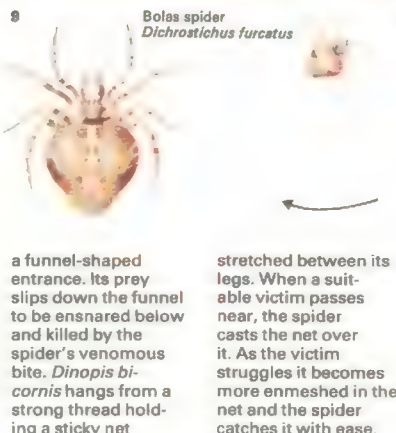 9
Bolas spider
Dichrostichus furcatus
a funnel-shaped
entrance. Its prey
slips down the funnel
to be ensnared below
and killed by the
spider's venomous
bite. Dinopis bi-
cornis hangs from a
strong thread hold-
ing a sticky net
stretched between its
legs. When a suit-
able victim passes
near, the spider
casts the net over
it. As the victim
struggles it becomes
more enmeshed in the
net and the spider
catches it with ease.